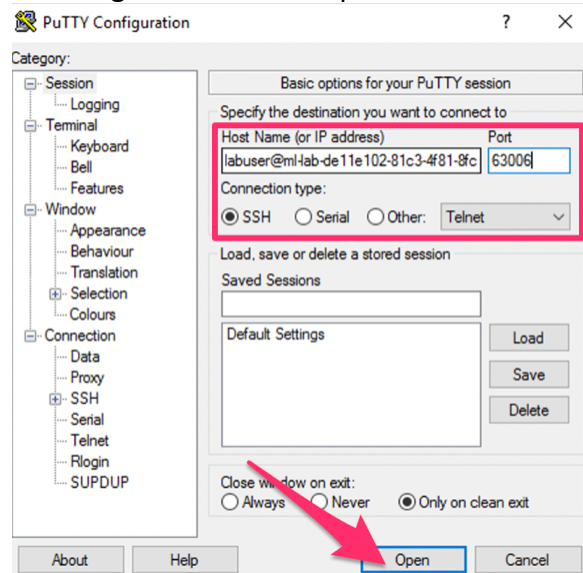 PuTTY Configuration ? ×
Category:
Session
Logging
Terminal
Keyboard
Bell
Features
Window
Appearance
Behaviour
Translation
Selection
Colours
Connection
Data
Proxy
SSH
Serial
Telnet
Rlogin
SUPDUP
Basic options for your PuTTY session
Specify the destination you want to connect to
Host Name (or IP address) Port
labuser@ml-lab-de11e102-81c3-4f81-8fc 63006
Connection type:
SSH Serial Other: Telnet
Load, save or delete a stored session
Saved Sessions
Default Settings
Load
Save
Delete
Close window on exit:
Always Never Only on clean exit
About Help Open Cancel